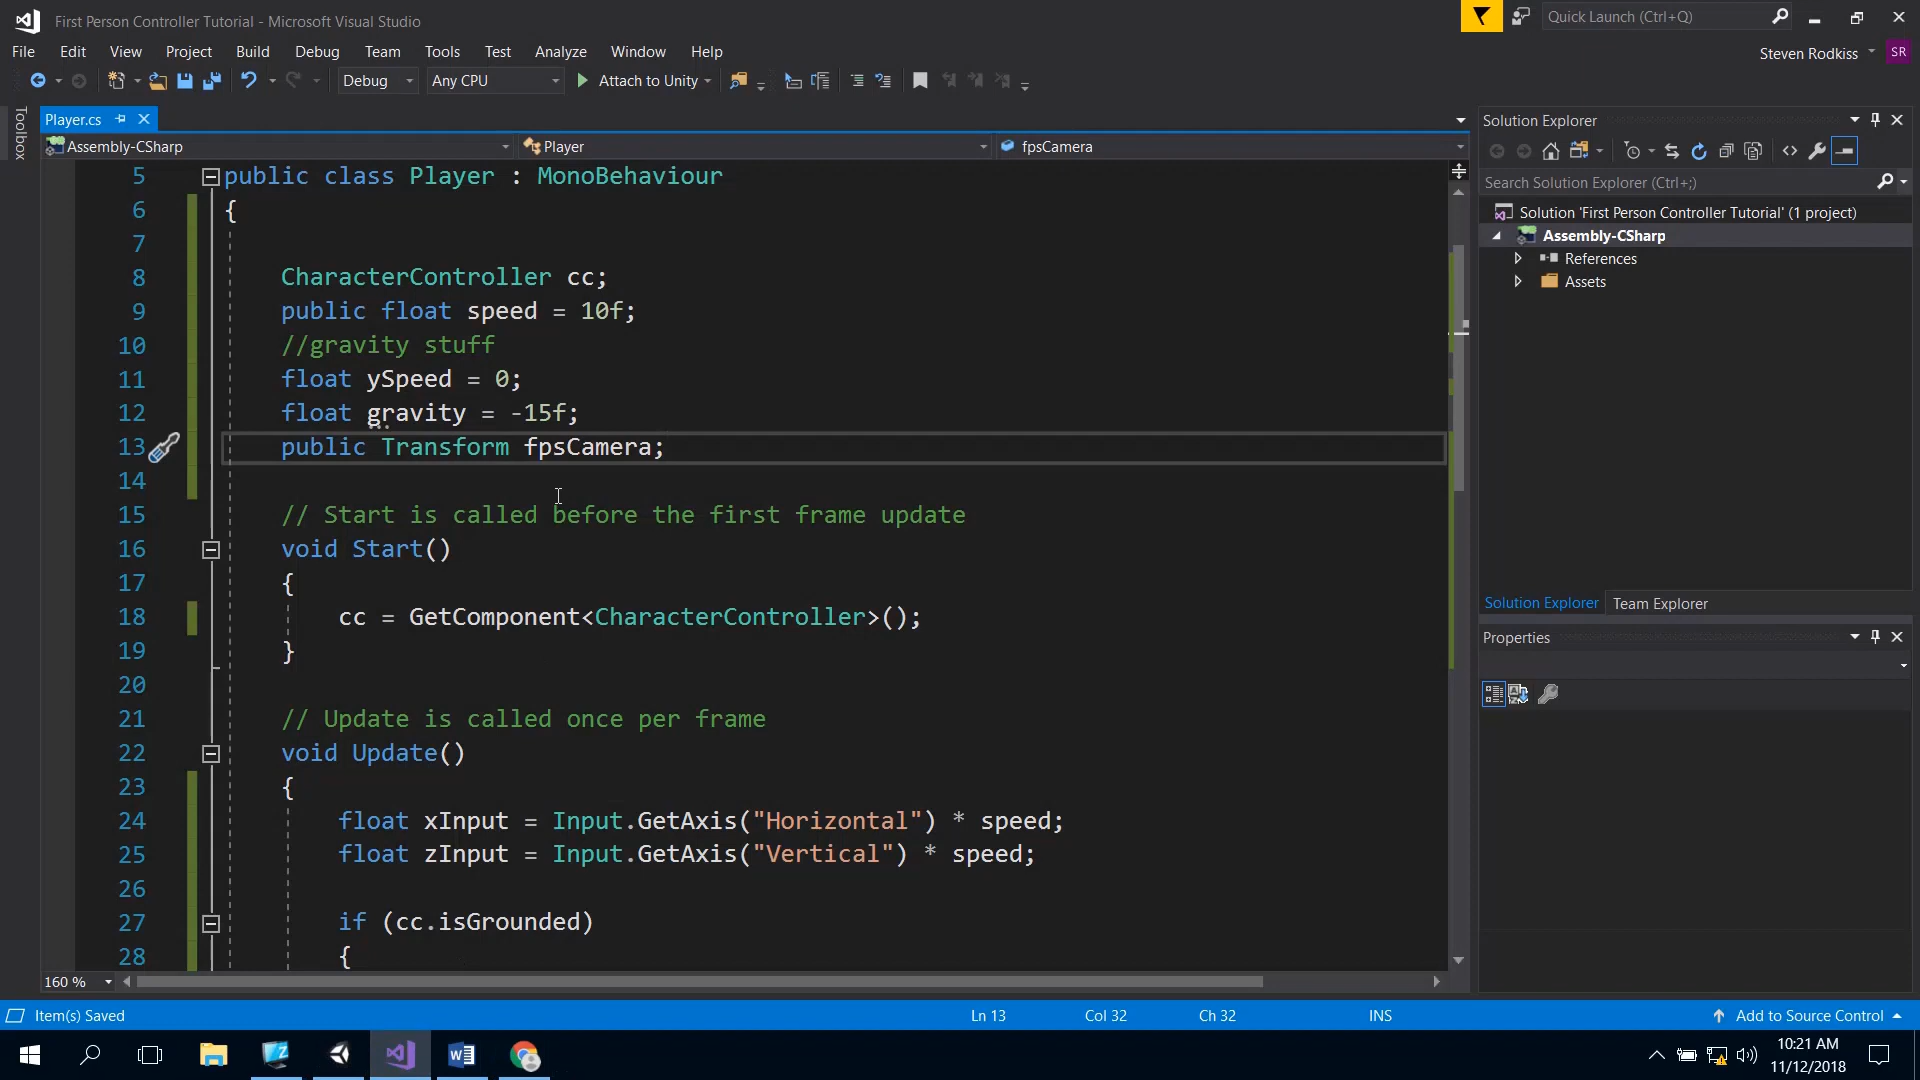 First Person Controller Tutorial - Microsoft Visual Studio
Quick Launch (Ctrl+Q)
File Edit View Project Build Debug Team Tools Test Analyze Window Help
Steven Rodkiss SR
Debug Any CPU Attach to Unity
Toolbox
Player.cs
Assembly-CSharp Player fpsCamera
5 public class Player : MonoBehaviour
6 {
7
8 CharacterController cc;
9 public float speed = 10f;
10 //gravity stuff
11 float ySpeed = 0;
12 float gravity = -15f;
13 public Transform fpsCamera;
14
15 // Start is called before the first frame update
16 void Start()
17 {
18 cc = GetComponent<CharacterController>();
19 }
20
21 // Update is called once per frame
22 void Update()
23 {
24 float xInput = Input.GetAxis("Horizontal") * speed;
25 float zInput = Input.GetAxis("Vertical") * speed;
26
27 if (cc.isGrounded)
28 {
160 %
Solution Explorer
Search Solution Explorer (Ctrl+;)
Solution 'First Person Controller Tutorial' (1 project)
Assembly-CSharp
References
Assets
Solution Explorer Team Explorer
Properties
Item(s) Saved Ln 13 Col 32 Ch 32 INS Add to Source Control
10:21 AM
11/12/2018